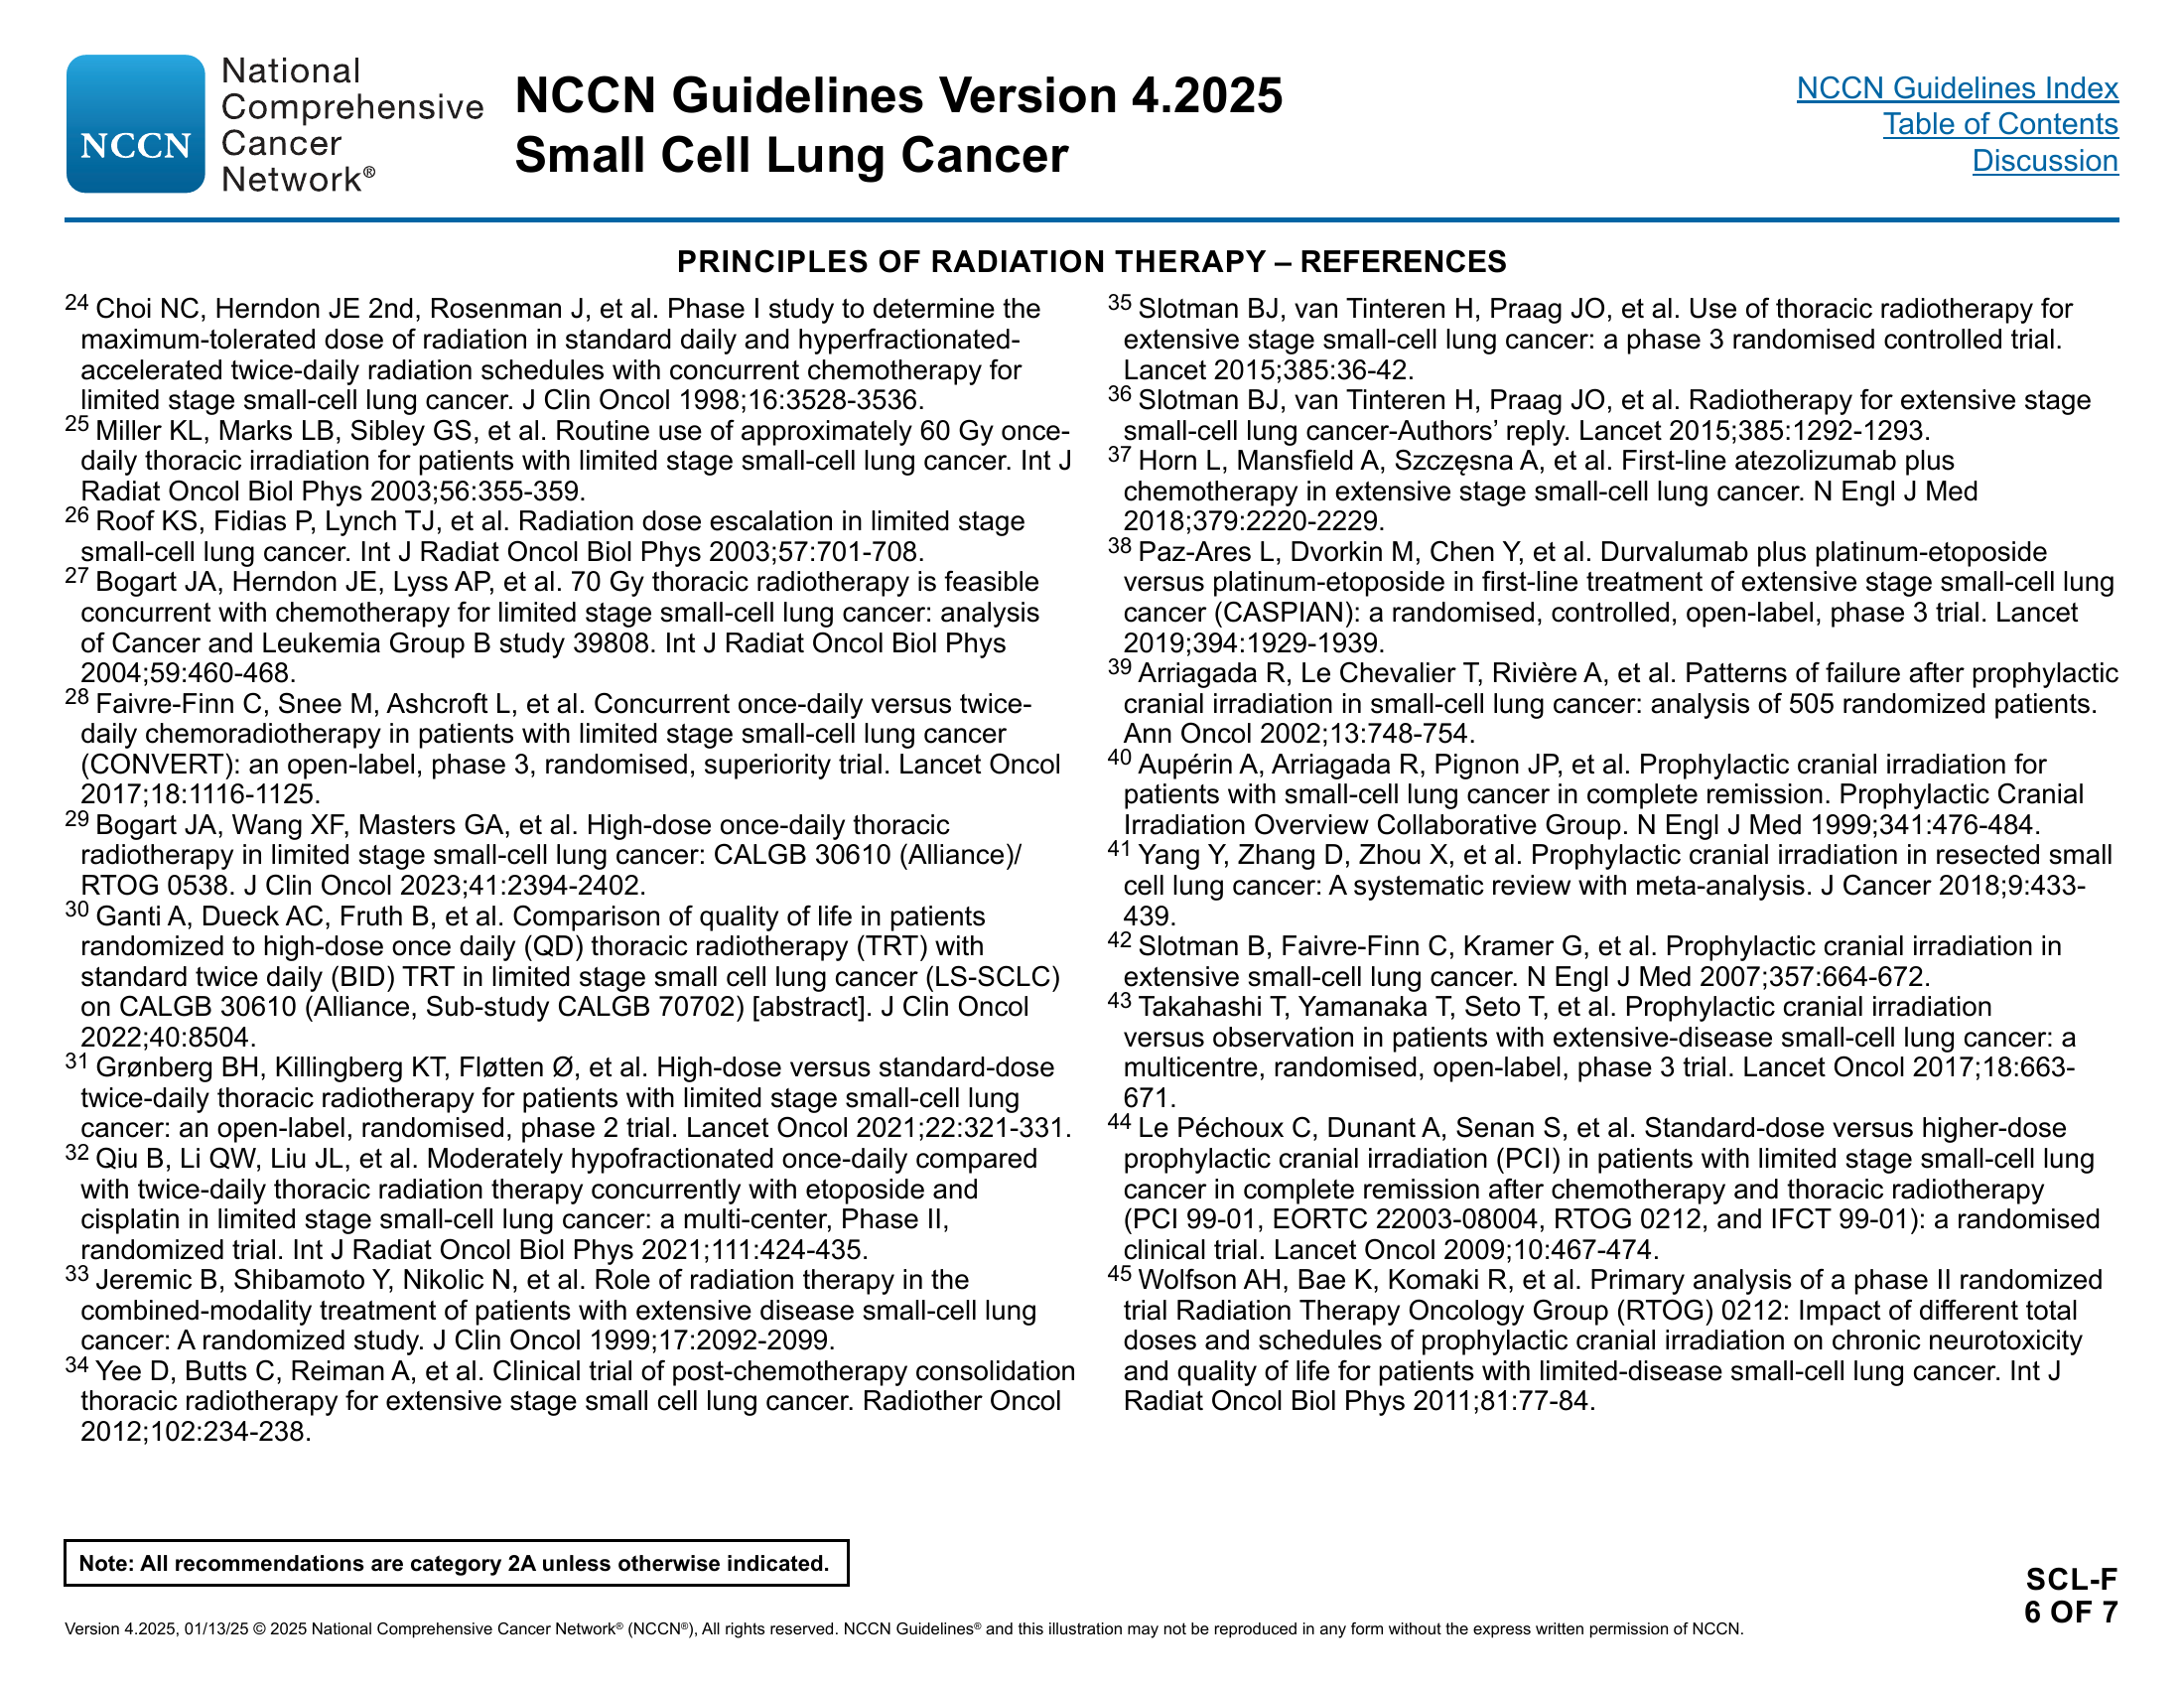 National
Comprehensive
Cancer
Network®
NCCN
NCCN Guidelines Version 4.2025
Small Cell Lung Cancer
NCCN Guidelines Index
Table of Contents
Discussion
PRINCIPLES OF RADIATION THERAPY – REFERENCES
24 Choi NC, Herndon JE 2nd, Rosenman J, et al. Phase I study to determine the
maximum-tolerated dose of radiation in standard daily and hyperfractionated-
accelerated twice-daily radiation schedules with concurrent chemotherapy for
limited stage small-cell lung cancer. J Clin Oncol 1998;16:3528-3536.
25 Miller KL, Marks LB, Sibley GS, et al. Routine use of approximately 60 Gy once-
daily thoracic irradiation for patients with limited stage small-cell lung cancer. Int J
Radiat Oncol Biol Phys 2003;56:355-359.
26 Roof KS, Fidias P, Lynch TJ, et al. Radiation dose escalation in limited stage
small-cell lung cancer. Int J Radiat Oncol Biol Phys 2003;57:701-708.
27 Bogart JA, Herndon JE, Lyss AP, et al. 70 Gy thoracic radiotherapy is feasible
concurrent with chemotherapy for limited stage small-cell lung cancer: analysis
of Cancer and Leukemia Group B study 39808. Int J Radiat Oncol Biol Phys
2004;59:460-468.
28 Faivre-Finn C, Snee M, Ashcroft L, et al. Concurrent once-daily versus twice-
daily chemoradiotherapy in patients with limited stage small-cell lung cancer
(CONVERT): an open-label, phase 3, randomised, superiority trial. Lancet Oncol
2017;18:1116-1125.
29 Bogart JA, Wang XF, Masters GA, et al. High-dose once-daily thoracic
radiotherapy in limited stage small-cell lung cancer: CALGB 30610 (Alliance)/
RTOG 0538. J Clin Oncol 2023;41:2394-2402.
30 Ganti A, Dueck AC, Fruth B, et al. Comparison of quality of life in patients
randomized to high-dose once daily (QD) thoracic radiotherapy (TRT) with
standard twice daily (BID) TRT in limited stage small cell lung cancer (LS-SCLC)
on CALGB 30610 (Alliance, Sub-study CALGB 70702) [abstract]. J Clin Oncol
2022;40:8504.
31 Grønberg BH, Killingberg KT, Fløtten Ø, et al. High-dose versus standard-dose
twice-daily thoracic radiotherapy for patients with limited stage small-cell lung
cancer: an open-label, randomised, phase 2 trial. Lancet Oncol 2021;22:321-331.
32 Qiu B, Li QW, Liu JL, et al. Moderately hypofractionated once-daily compared
with twice-daily thoracic radiation therapy concurrently with etoposide and
cisplatin in limited stage small-cell lung cancer: a multi-center, Phase II,
randomized trial. Int J Radiat Oncol Biol Phys 2021;111:424-435.
33 Jeremic B, Shibamoto Y, Nikolic N, et al. Role of radiation therapy in the
combined-modality treatment of patients with extensive disease small-cell lung
cancer: A randomized study. J Clin Oncol 1999;17:2092-2099.
34 Yee D, Butts C, Reiman A, et al. Clinical trial of post-chemotherapy consolidation
thoracic radiotherapy for extensive stage small cell lung cancer. Radiother Oncol
2012;102:234-238.
35 Slotman BJ, van Tinteren H, Praag JO, et al. Use of thoracic radiotherapy for
extensive stage small-cell lung cancer: a phase 3 randomised controlled trial.
Lancet 2015;385:36-42.
36 Slotman BJ, van Tinteren H, Praag JO, et al. Radiotherapy for extensive stage
small-cell lung cancer-Authors’ reply. Lancet 2015;385:1292-1293.
37 Horn L, Mansfield A, Szczęsna A, et al. First-line atezolizumab plus
chemotherapy in extensive stage small-cell lung cancer. N Engl J Med
2018;379:2220-2229.
38 Paz-Ares L, Dvorkin M, Chen Y, et al. Durvalumab plus platinum-etoposide
versus platinum-etoposide in first-line treatment of extensive stage small-cell lung
cancer (CASPIAN): a randomised, controlled, open-label, phase 3 trial. Lancet
2019;394:1929-1939.
39 Arriagada R, Le Chevalier T, Rivière A, et al. Patterns of failure after prophylactic
cranial irradiation in small-cell lung cancer: analysis of 505 randomized patients.
Ann Oncol 2002;13:748-754.
40 Aupérin A, Arriagada R, Pignon JP, et al. Prophylactic cranial irradiation for
patients with small-cell lung cancer in complete remission. Prophylactic Cranial
Irradiation Overview Collaborative Group. N Engl J Med 1999;341:476-484.
41 Yang Y, Zhang D, Zhou X, et al. Prophylactic cranial irradiation in resected small
cell lung cancer: A systematic review with meta-analysis. J Cancer 2018;9:433-
439.
42 Slotman B, Faivre-Finn C, Kramer G, et al. Prophylactic cranial irradiation in
extensive small-cell lung cancer. N Engl J Med 2007;357:664-672.
43 Takahashi T, Yamanaka T, Seto T, et al. Prophylactic cranial irradiation
versus observation in patients with extensive-disease small-cell lung cancer: a
multicentre, randomised, open-label, phase 3 trial. Lancet Oncol 2017;18:663-
671.
44 Le Péchoux C, Dunant A, Senan S, et al. Standard-dose versus higher-dose
prophylactic cranial irradiation (PCI) in patients with limited stage small-cell lung
cancer in complete remission after chemotherapy and thoracic radiotherapy
(PCI 99-01, EORTC 22003-08004, RTOG 0212, and IFCT 99-01): a randomised
clinical trial. Lancet Oncol 2009;10:467-474.
45 Wolfson AH, Bae K, Komaki R, et al. Primary analysis of a phase II randomized
trial Radiation Therapy Oncology Group (RTOG) 0212: Impact of different total
doses and schedules of prophylactic cranial irradiation on chronic neurotoxicity
and quality of life for patients with limited-disease small-cell lung cancer. Int J
Radiat Oncol Biol Phys 2011;81:77-84.
Note: All recommendations are category 2A unless otherwise indicated.
SCL-F
6 OF 7
Version 4.2025, 01/13/25 © 2025 National Comprehensive Cancer Network® (NCCN®), All rights reserved. NCCN Guidelines® and this illustration may not be reproduced in any form without the express written permission of NCCN.